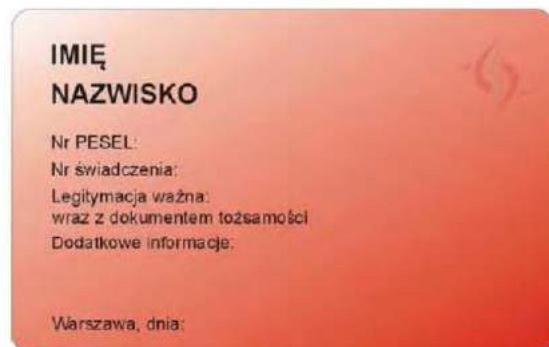 IMIĘ
NAZWISKO
Nr PESEL:
Nr świadczenia:
Legitymacja ważna:
wraz z dokumentem tożsamości
Dodatkowe informacje:
Warszawa, dnia: